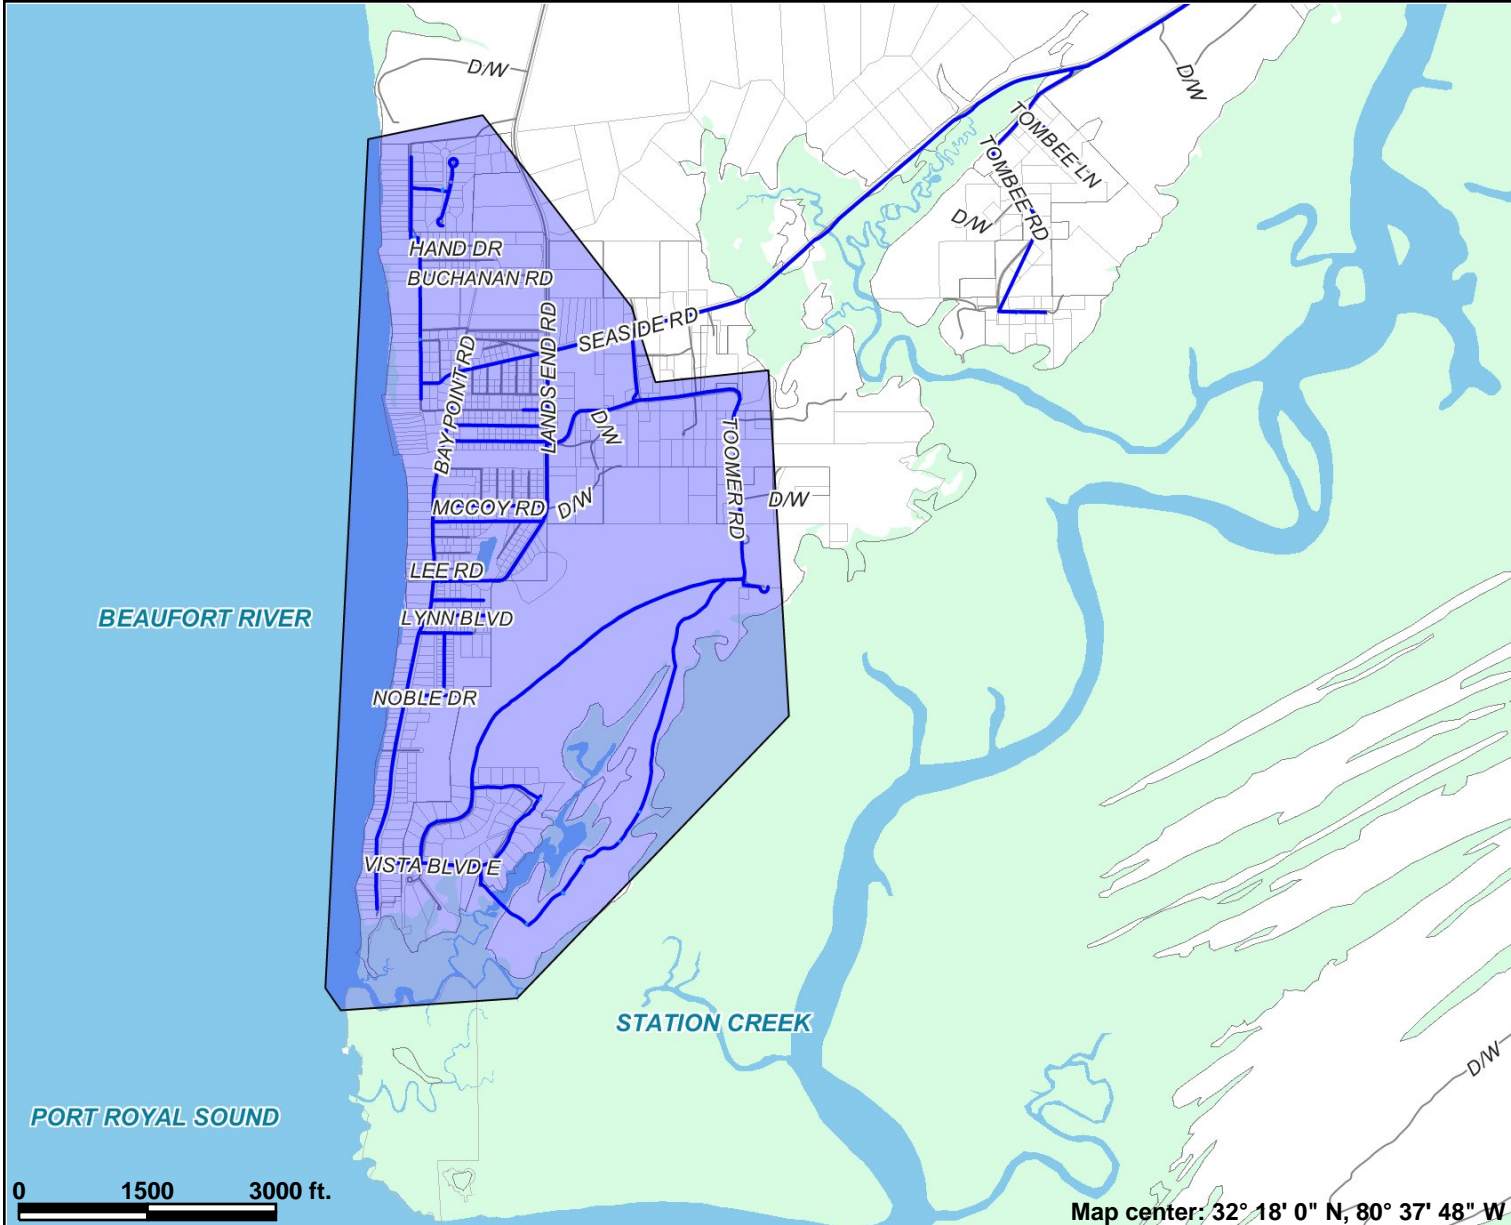 D/W
D/W
TOMBEE LN
TOMBEE RD
D/W
HAND DR
BUCHANAN RD
SEASIDE RD
LANDS END RD
BAY POINT RD
D/W
TOOMER RD
MCCOY RD
D/W
D/W
LEE RD
BEAUFORT RIVER
LYNN BLVD
NOBLE DR
VISTA BLVD E
STATION CREEK
D/W
PORT ROYAL SOUND
0 1500 3000 ft.
Map center: 32° 18' 0" N, 80° 37' 48" W